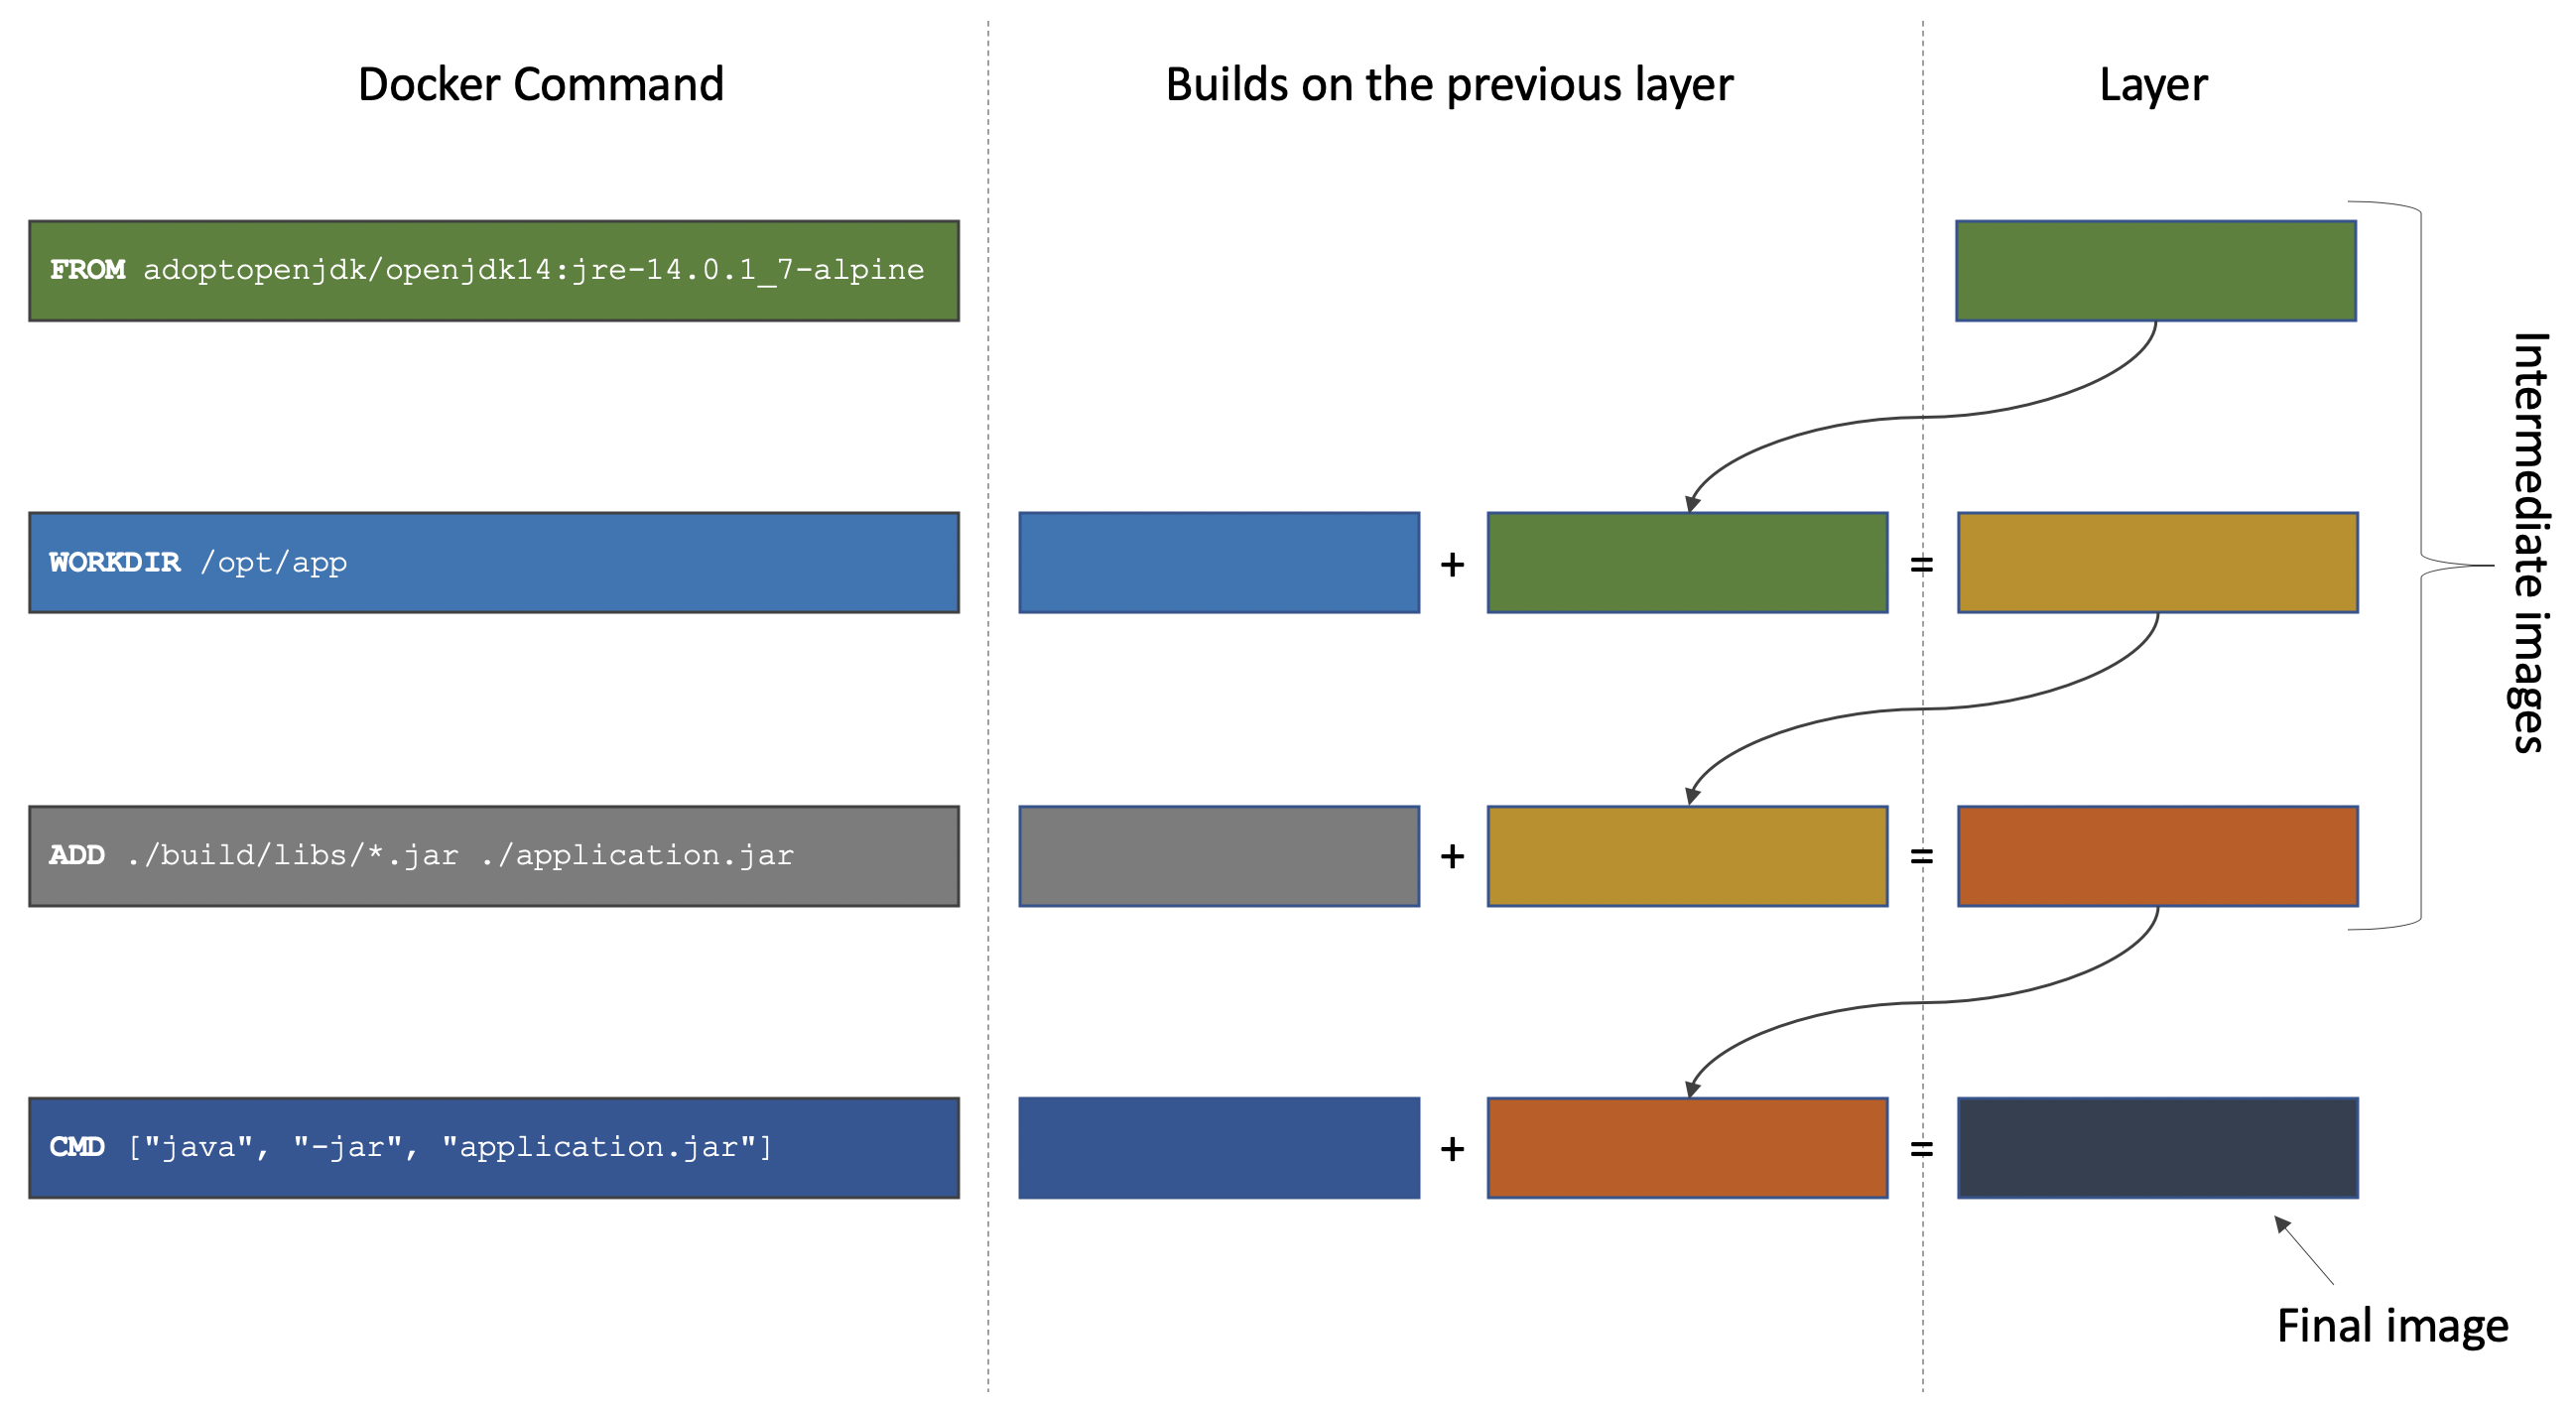 Docker Command
Builds on the previous layer
Layer
FROM adoptopenjdk/openjdk14:jre-14.0.1_7-alpine
WORKDIR /opt/app
+
=
ADD ./build/libs/*.jar ./application.jar
+
=
CMD ["java", "-jar", "application.jar"]
+
=
Intermediate images
Final image